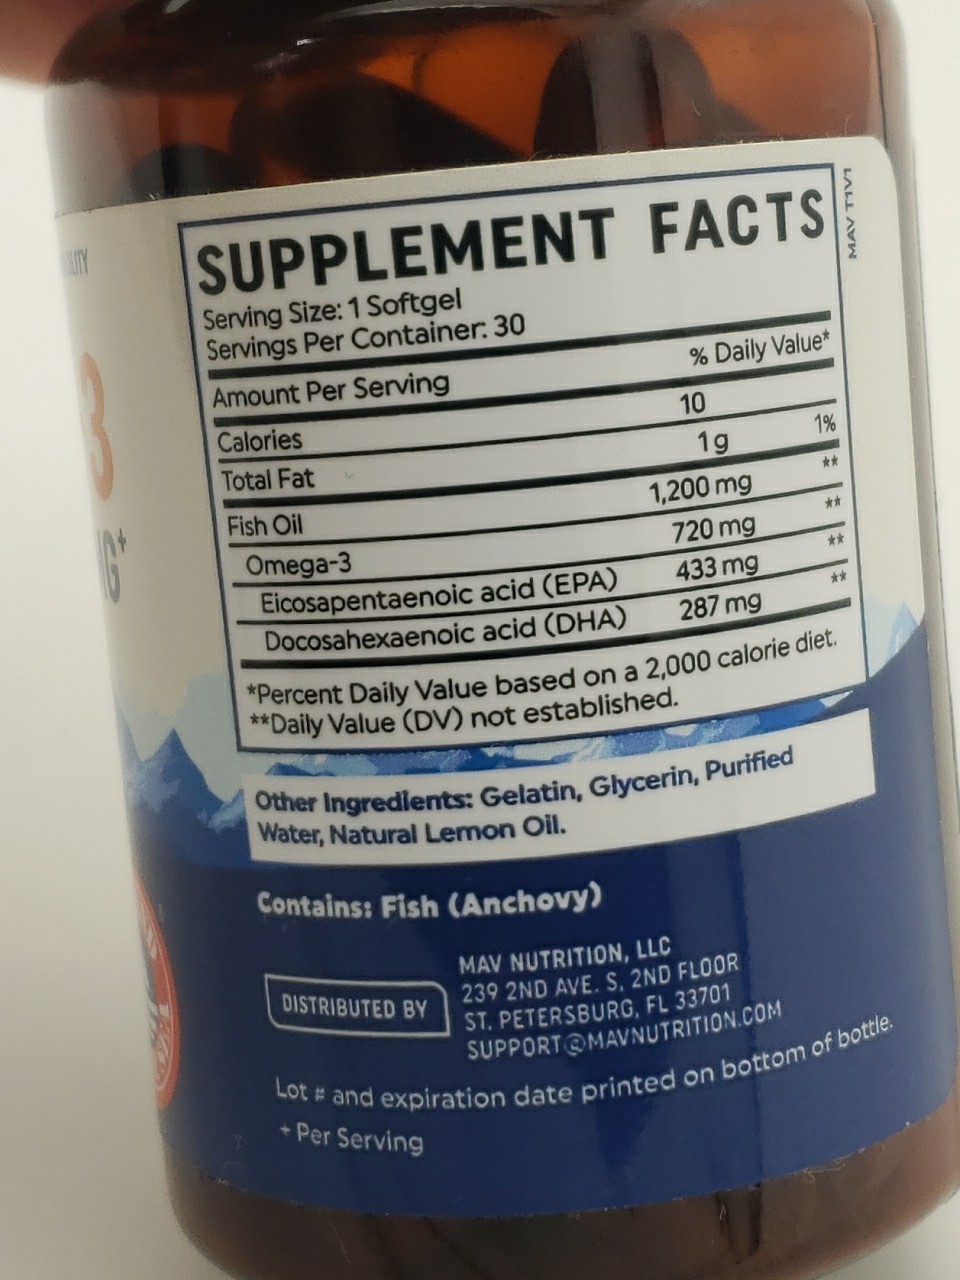 SUPPLEMENT FACTS
Serving Size: 1 Softgel
Servings Per Container: 30
% Daily Value*
Amount Per Serving
Calories 10
Total Fat 1 g 1%
Fish Oil 1,200 mg **
Omega-3 720 mg **
Eicosapentaenoic acid (EPA) 433 mg **
Docosahexaenoic acid (DHA) 287 mg **
*Percent Daily Value based on a 2,000 calorie diet.
**Daily Value (DV) not established.
MAV T1V1
Other Ingredients: Gelatin, Glycerin, Purified
Water, Natural Lemon Oil.
Contains: Fish (Anchovy)
DISTRIBUTED BY
MAV NUTRITION, LLC
239 2ND AVE. S, 2ND FLOOR
ST. PETERSBURG, FL 33701
SUPPORT@MAVNUTRITION.COM
Lot # and expiration date printed on bottom of bottle.
+ Per Serving
3